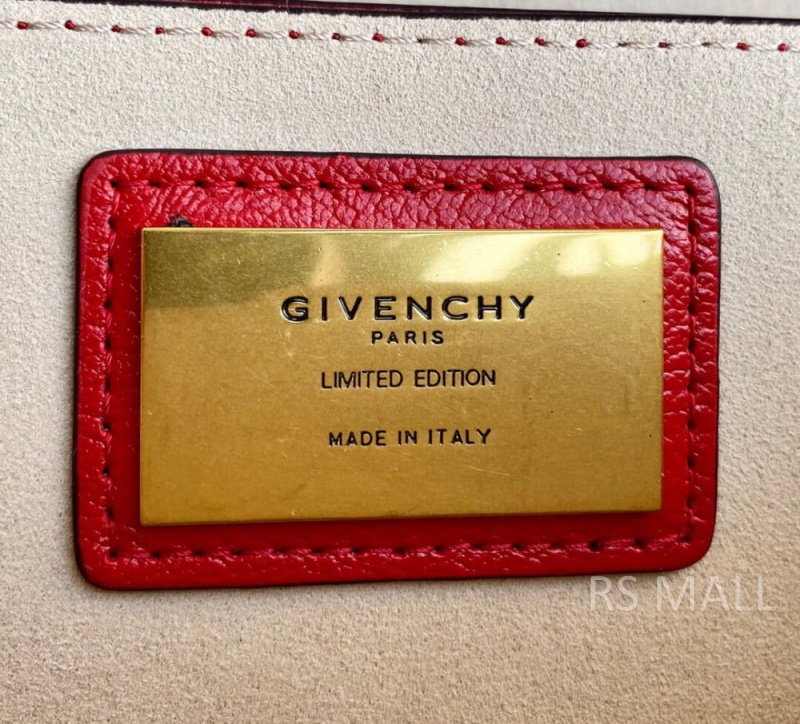 GIVENCHY
PARIS
LIMITED EDITION
MADE IN ITALY
RS MALL